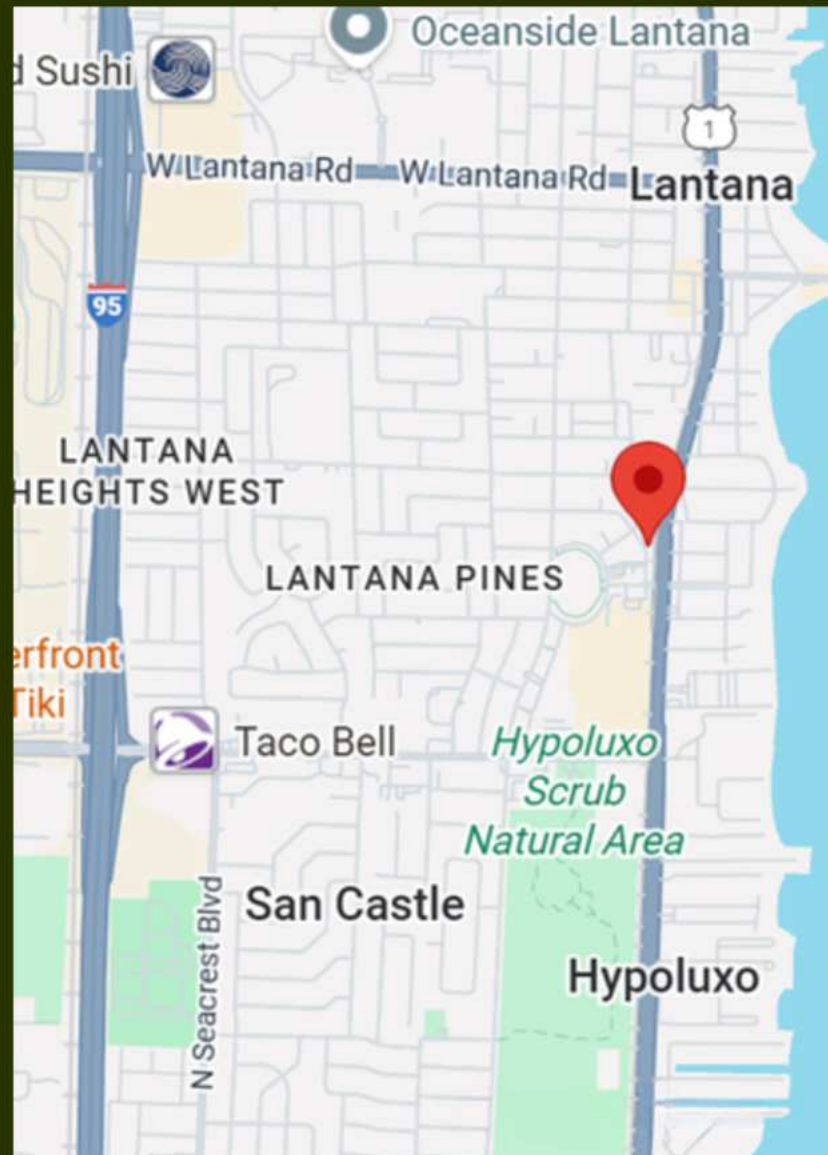 Oceanside Lantana
d Sushi
1
W Lantana Rd
W Lantana Rd
Lantana
95
LANTANA
HEIGHTS WEST
LANTANA PINES
erfront
Tiki
Taco Bell
Hypoluxo
Scrub
Natural Area
San Castle
N Seacrest Blvd
Hypoluxo